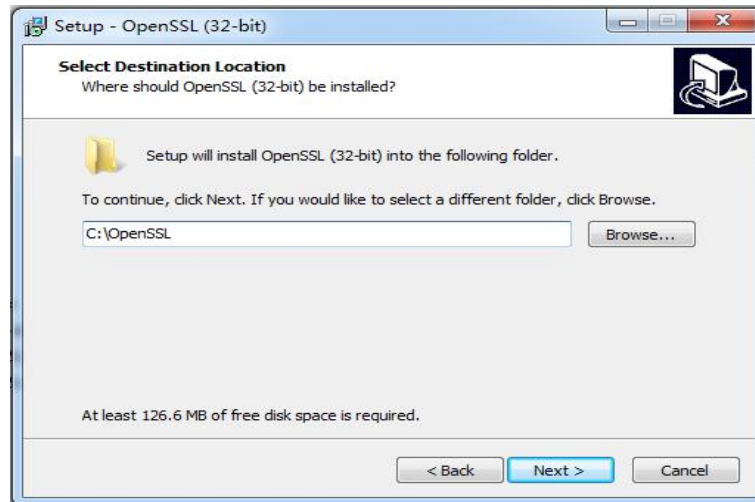 Setup - OpenSSL (32-bit)
Select Destination Location
Where should OpenSSL (32-bit) be installed?
Setup will install OpenSSL (32-bit) into the following folder.
To continue, click Next. If you would like to select a different folder, click Browse.
C:\OpenSSL
Browse...
At least 126.6 MB of free disk space is required.
< Back
Next >
Cancel